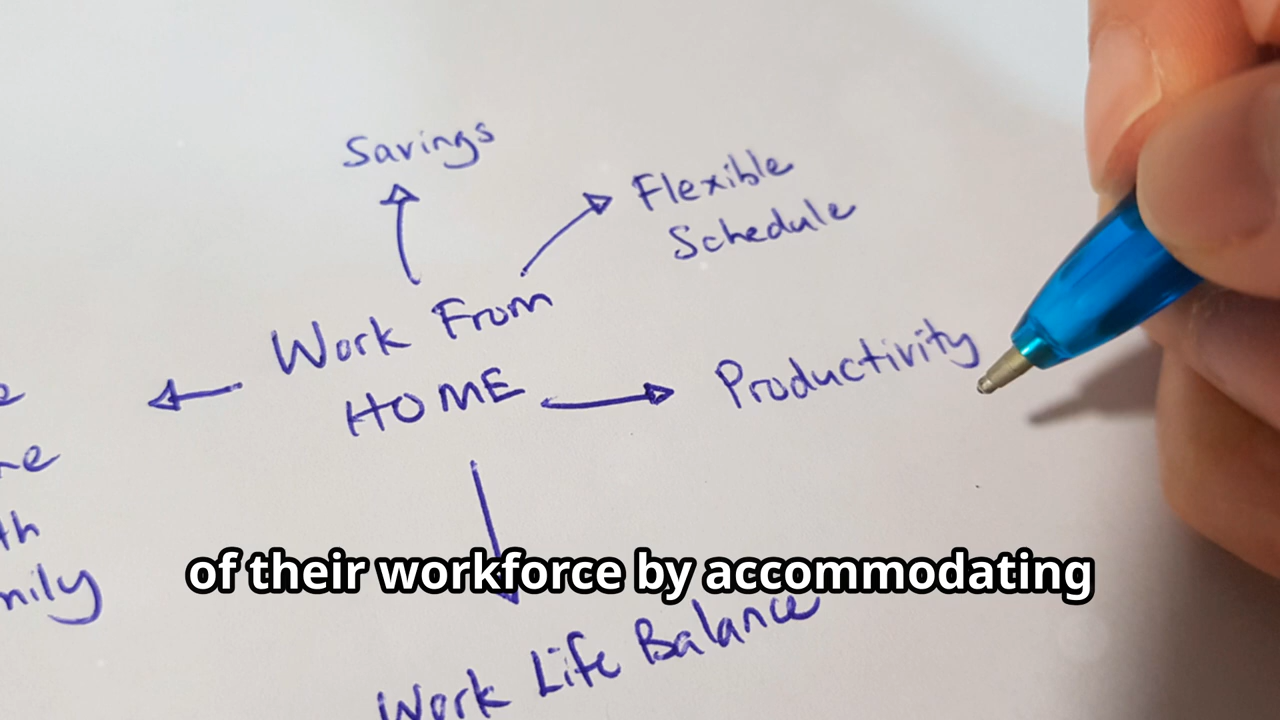 Savings
Flexible
Schedule
Work From
HOME
Productivity
of their workforce by accommodating
Work Life Balance